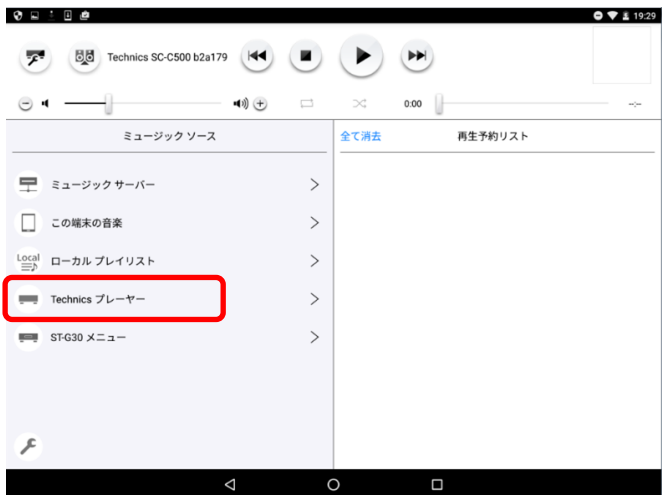 19:29
Technics SC-C500 b2a179
0:00
--:--
ミュージック ソース
全て消去
再生予約リスト
ミュージック サーバー
この端末の音楽
Local
ローカル プレイリスト
Technics プレーヤー
ST-G30 メニュー